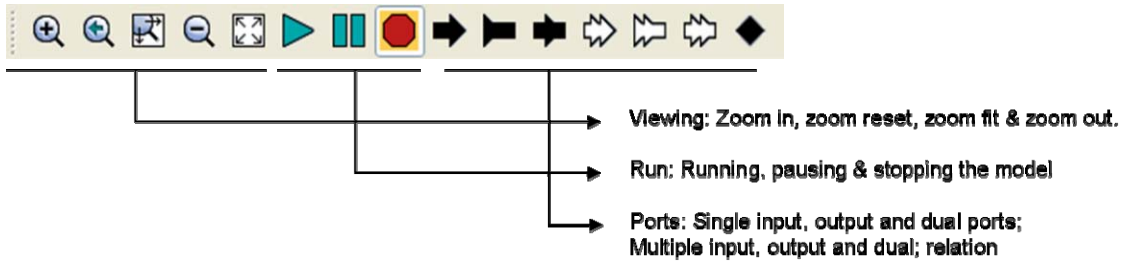 Viewing: Zoom in, zoom reset, zoom fit & zoom out.
Run: Running, pausing & stopping the model
Ports: Single input, output and dual ports;
Multiple input, output and dual; relation